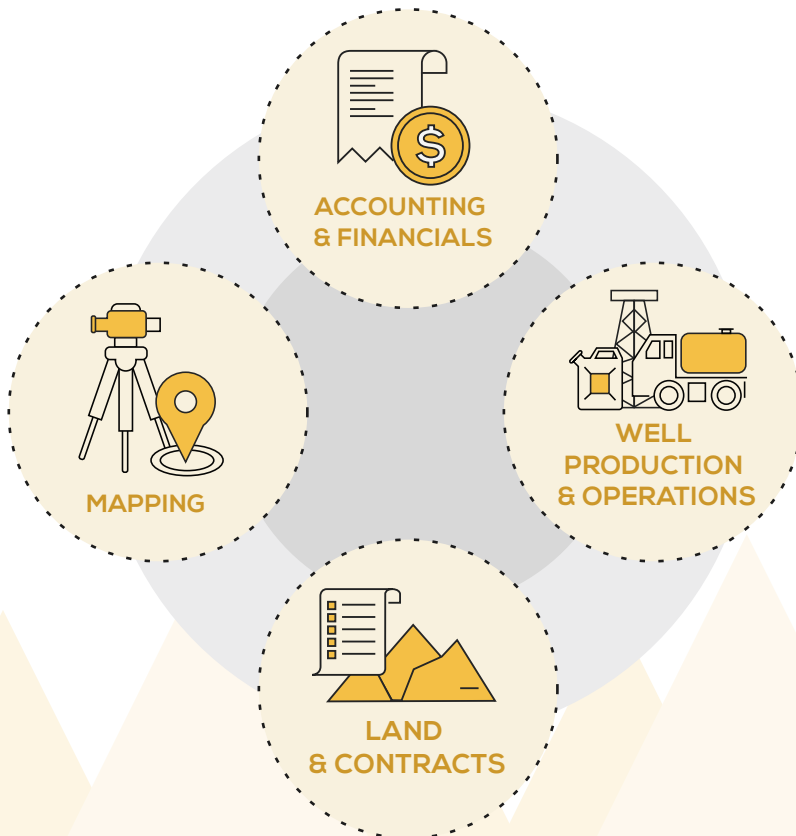 $
ACCOUNTING
& FINANCIALS
MAPPING
WELL
PRODUCTION
& OPERATIONS
LAND
& CONTRACTS